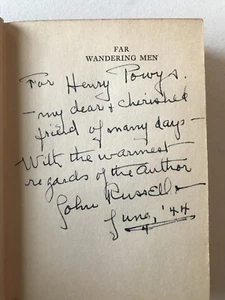 FAR
WANDERING MEN
For Henry Powys.
– my dear & cherished
friend of many days –
With the warmest
regards of the author
John Russell
June, '44